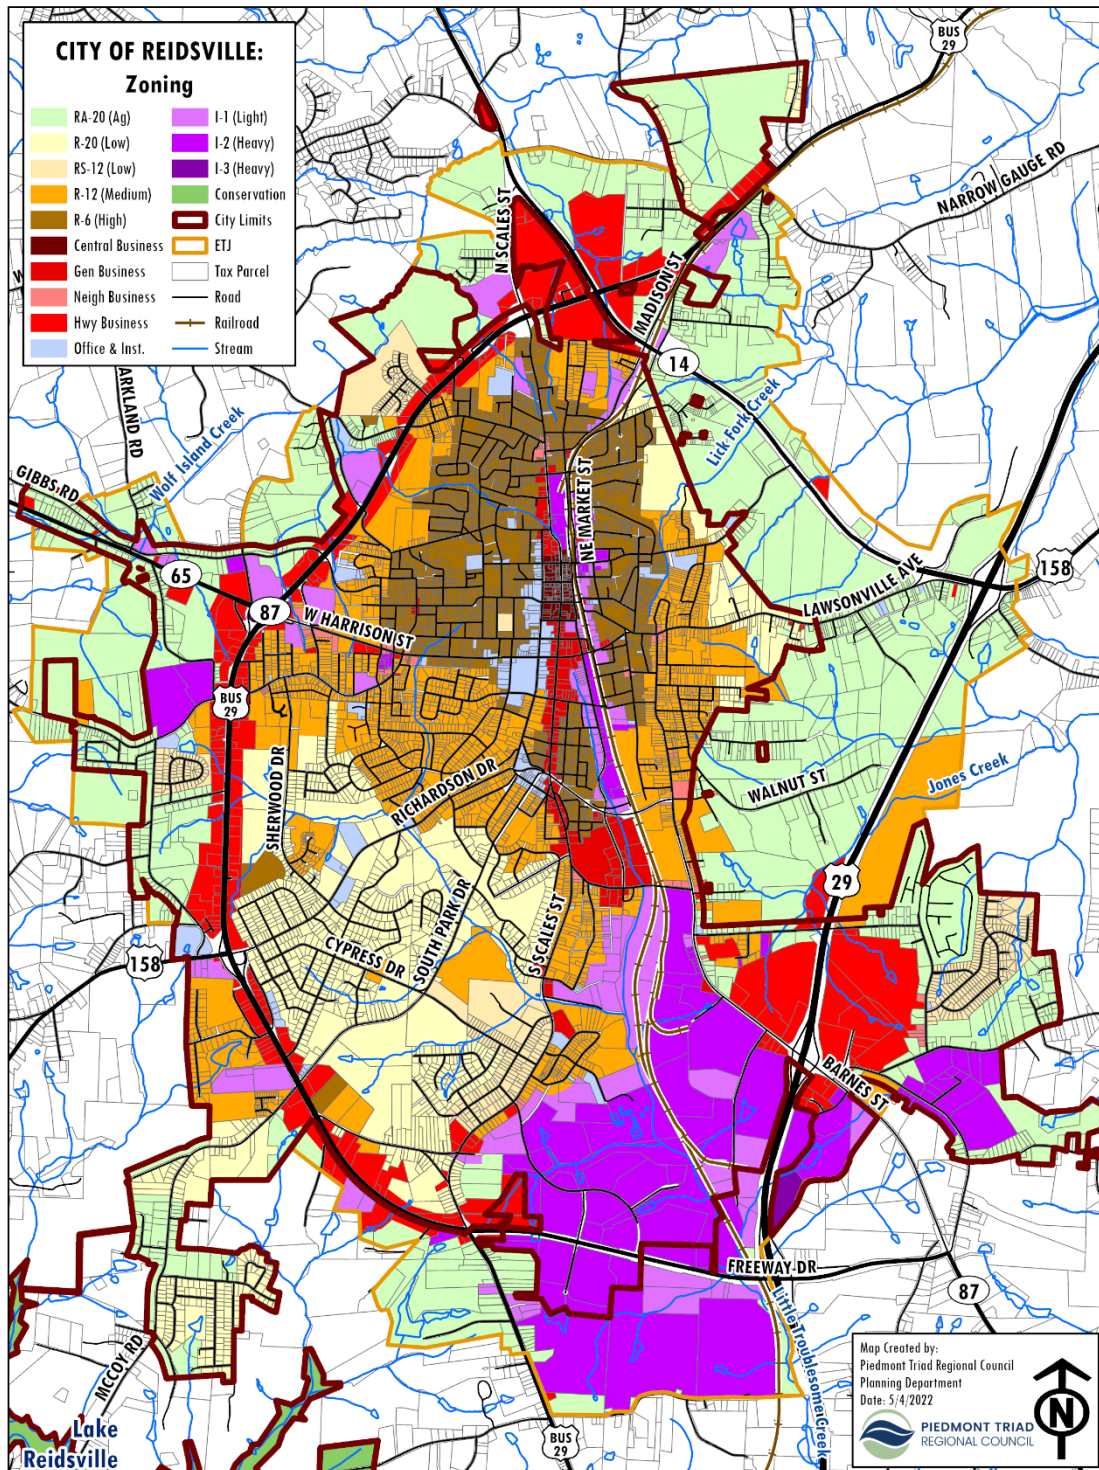 CITY OF REIDSVILLE:
Zoning
RA-20 (Ag)
R-20 (Low)
RS-12 (Low)
R-12 (Medium)
R-6 (High)
Central Business
Gen Business
Neigh Business
Hwy Business
Office & Inst.
I-1 (Light)
I-2 (Heavy)
I-3 (Heavy)
Conservation
City Limits
ETJ
Tax Parcel
Road
Railroad
Stream
BUS
29
NARROW GAUGE RD
N SCALES ST
MADISON ST
14
Lick Fork Creek
W
ARKLAND RD
Wolf Island Creek
GIBBS RD
65
87
W HARRISON ST
NE MARKET ST
LAWSONVILLE AVE
158
BUS
29
SHERWOOD DR
RICHARDSON DR
WALNUT ST
Jones Creek
29
158
CYPRESS DR
SOUTH PARK DR
S SCALES ST
BARNES ST
FREEWAY DR
87
Little Troublesome Creek
MCCOY RD
Lake
Reidsville
BUS
29
Map Created by:
Piedmont Triad Regional Council
Planning Department
Date: 5/4/2022
PIEDMONT TRIAD
REGIONAL COUNCIL
N